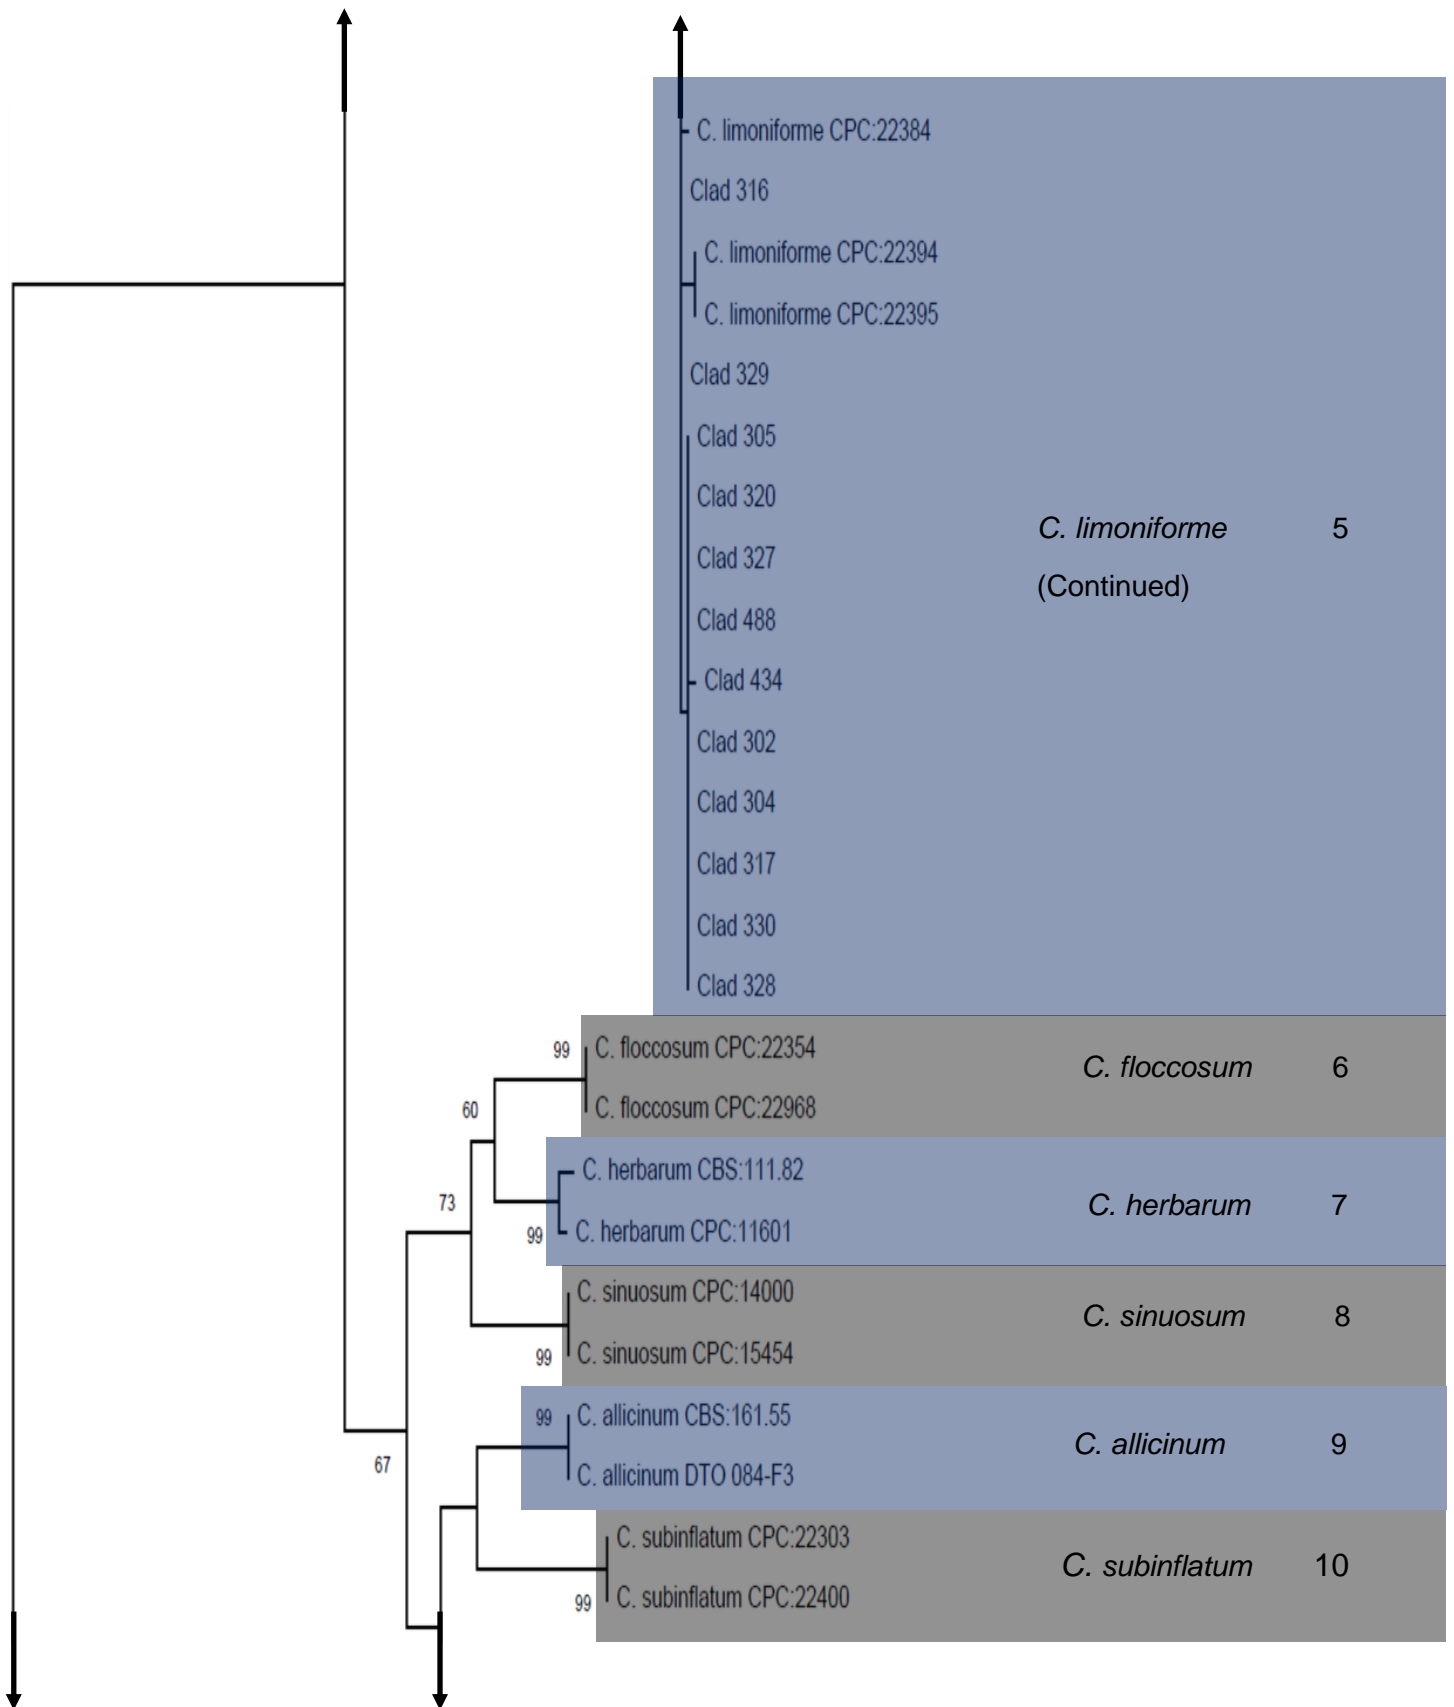 C. limoniforme CPC:22384
Clad 316
C. limoniforme CPC:22394
C. limoniforme CPC:22395
Clad 329
Clad 305
Clad 320
C. limoniforme 5
Clad 327
(Continued)
Clad 488
Clad 434
Clad 302
Clad 304
Clad 317
Clad 330
Clad 328
99 C. floccosum CPC:22354
C. floccosum 6
60 C. floccosum CPC:22968
C. herbarum CBS:111.82
73 C. herbarum 7
99 C. herbarum CPC:11601
C. sinuosum CPC:14000
C. sinuosum 8
99 C. sinuosum CPC:15454
99 C. allicinum CBS:161.55
C. allicinum 9
67 C. allicinum DTO 084-F3
C. subinflatum CPC:22303
C. subinflatum 10
99 C. subinflatum CPC:22400